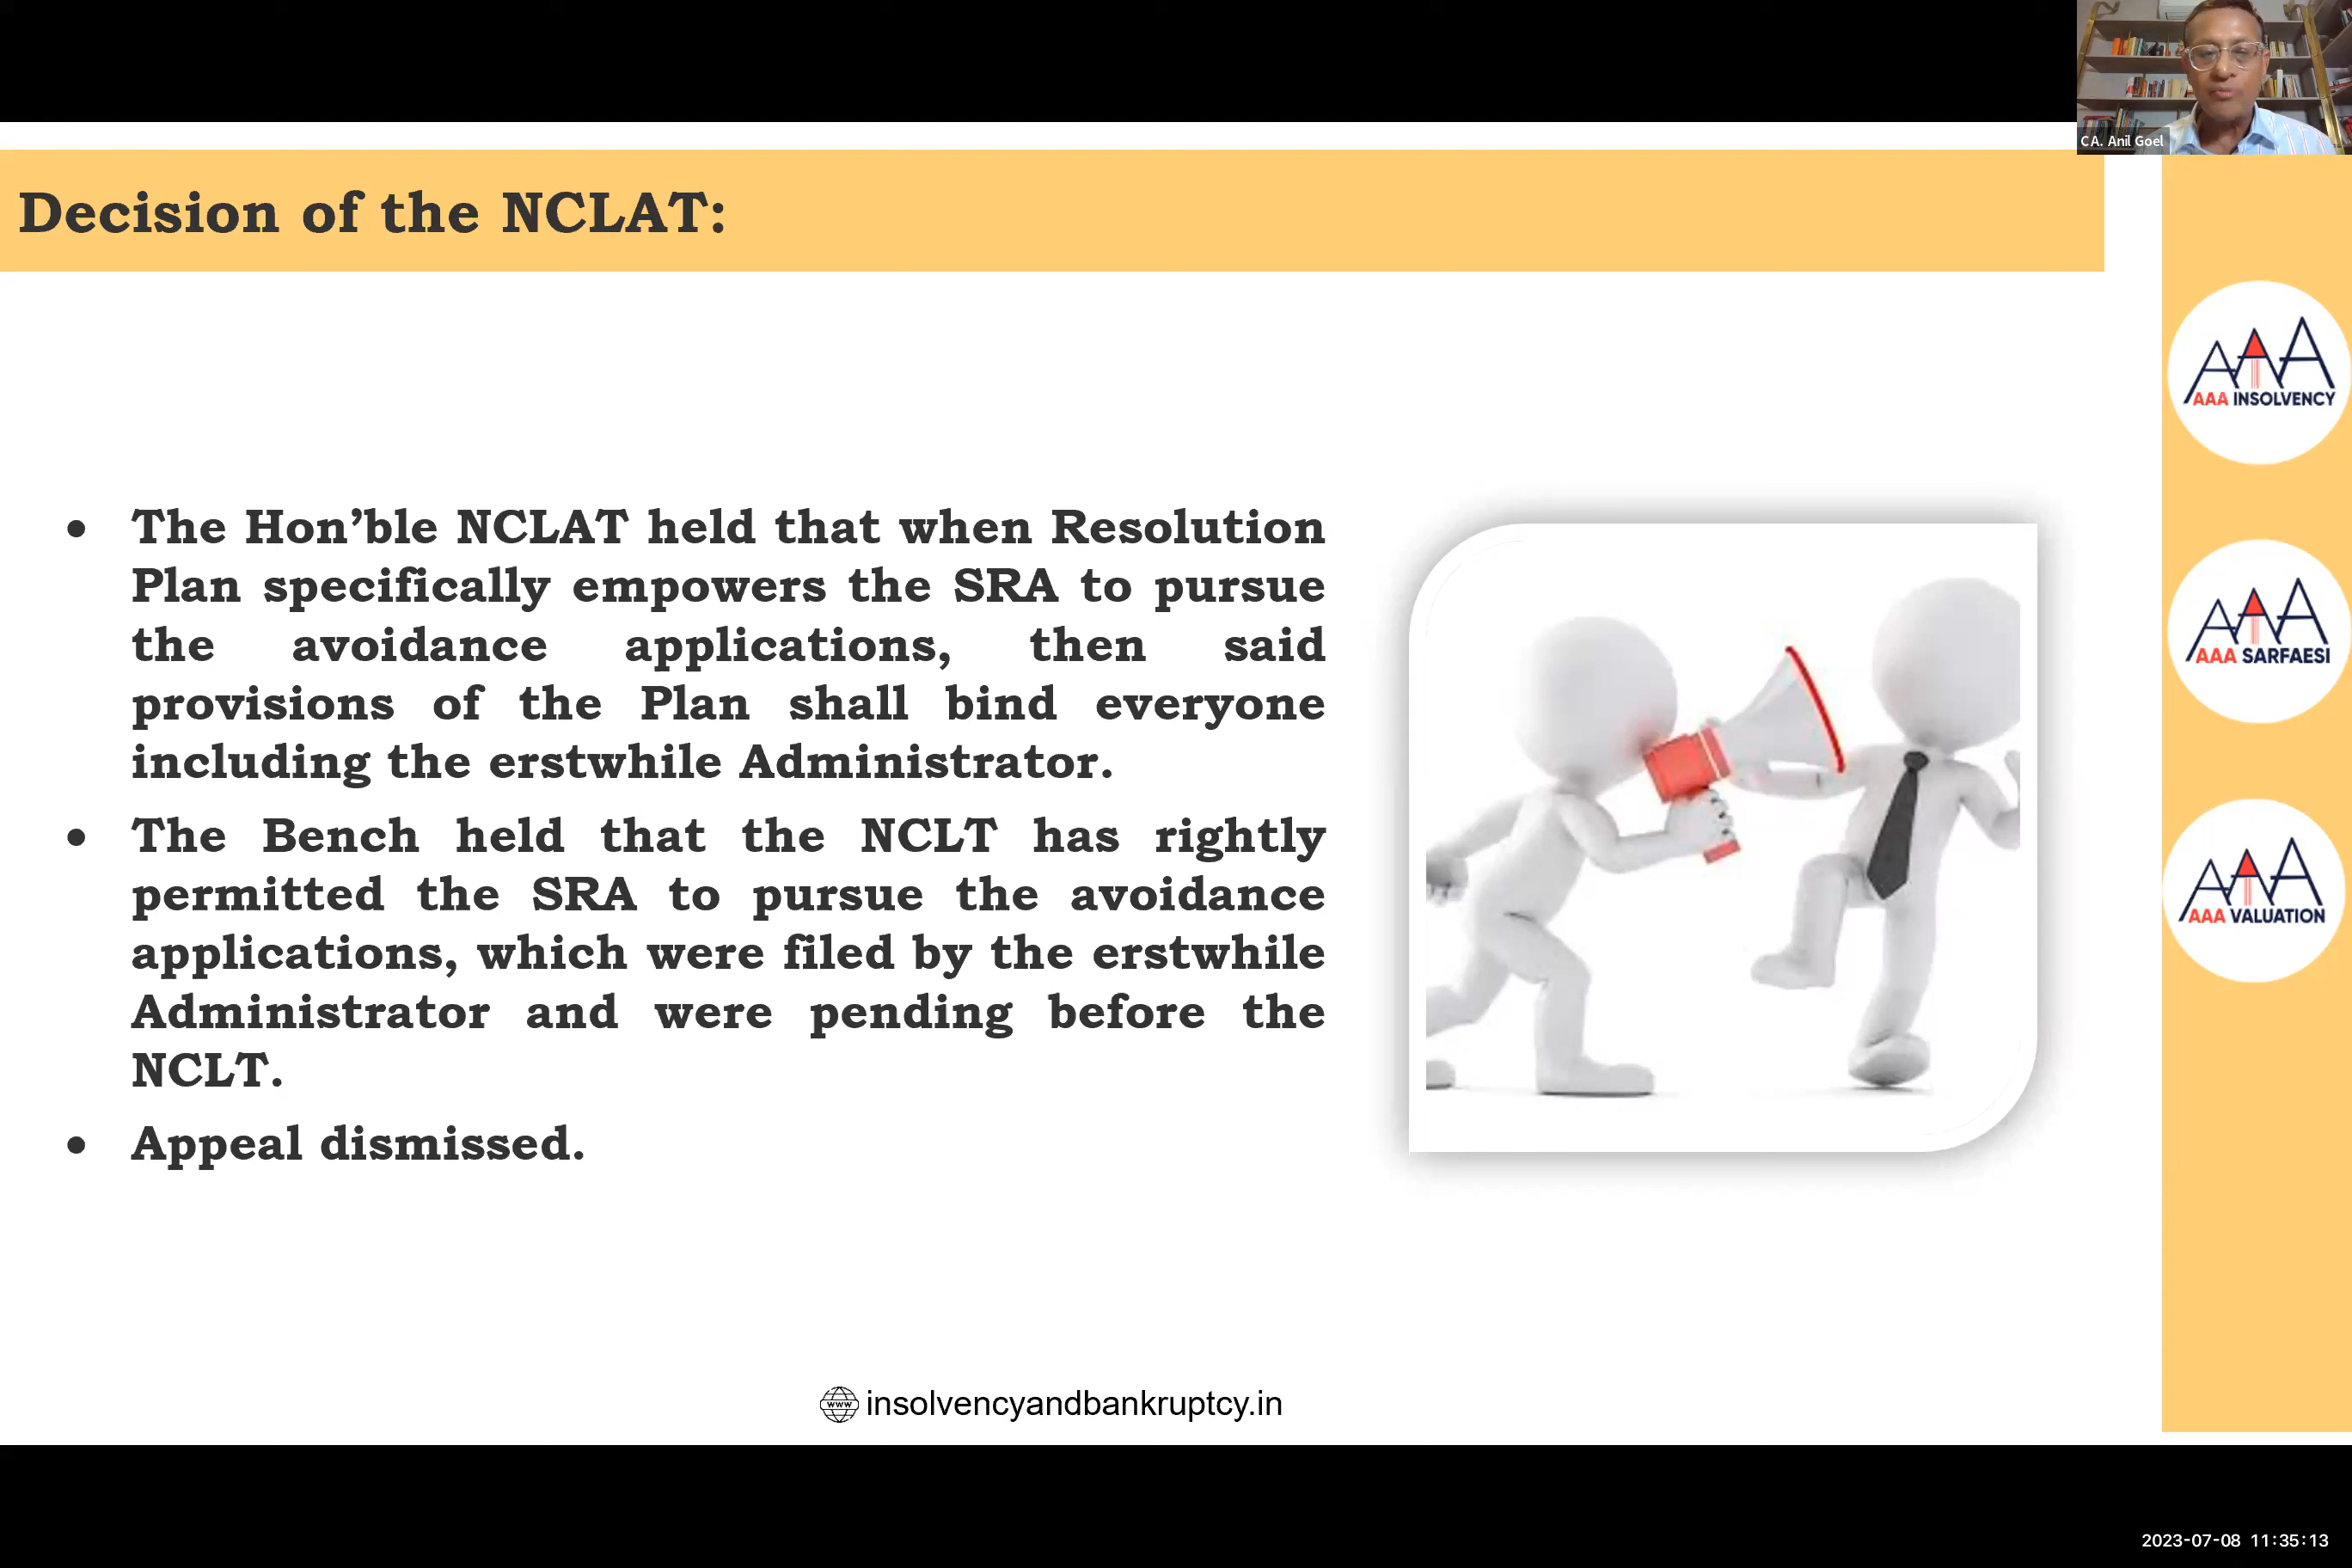 CA. Anil Goel
Decision of the NCLAT:
• The Hon’ble NCLAT held that when Resolution
Plan specifically empowers the SRA to pursue
the avoidance applications, then said
provisions of the Plan shall bind everyone
including the erstwhile Administrator.
• The Bench held that the NCLT has rightly
permitted the SRA to pursue the avoidance
applications, which were filed by the erstwhile
Administrator and were pending before the
NCLT.
• Appeal dismissed.
AAA
AAA INSOLVENCY
AAA
AAA SARFAESI
AAA
AAA VALUATION
www insolvencyandbankruptcy.in
2023-07-08 11:35:13